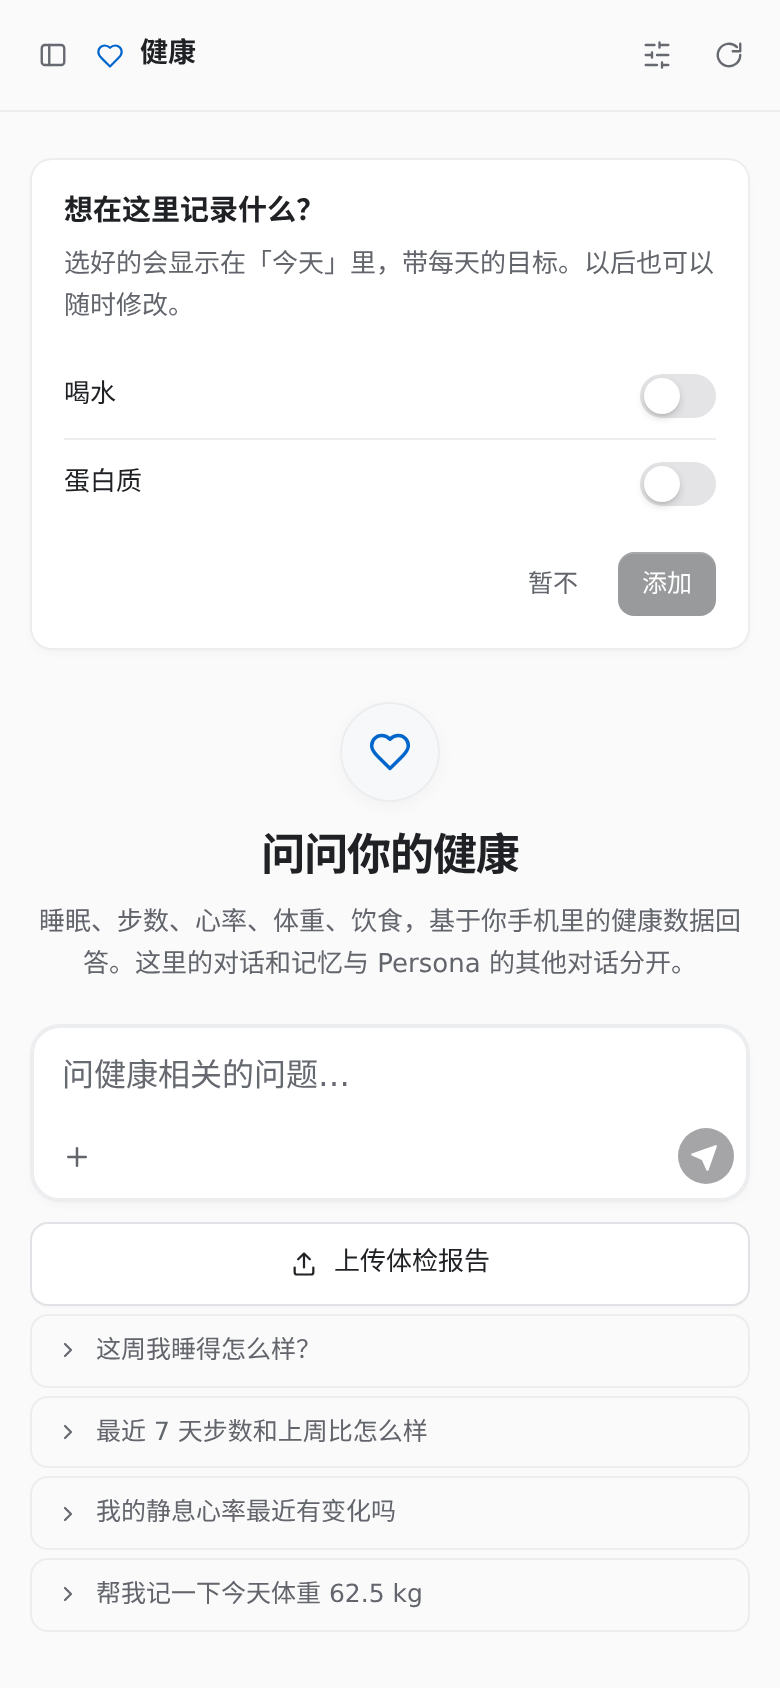 健康
想在这里记录什么？
选好的会显示在「今天」里，带每天的目标。以后也可以
随时修改。
喝水
蛋白质
暂不
添加
问问你的健康
睡眠、步数、心率、体重、饮食，基于你手机里的健康数据回
答。这里的对话和记忆与 Persona 的其他对话分开。
问健康相关的问题…
上传体检报告
这周我睡得怎么样？
最近 7 天步数和上周比怎么样
我的静息心率最近有变化吗
帮我记一下今天体重 62.5 kg